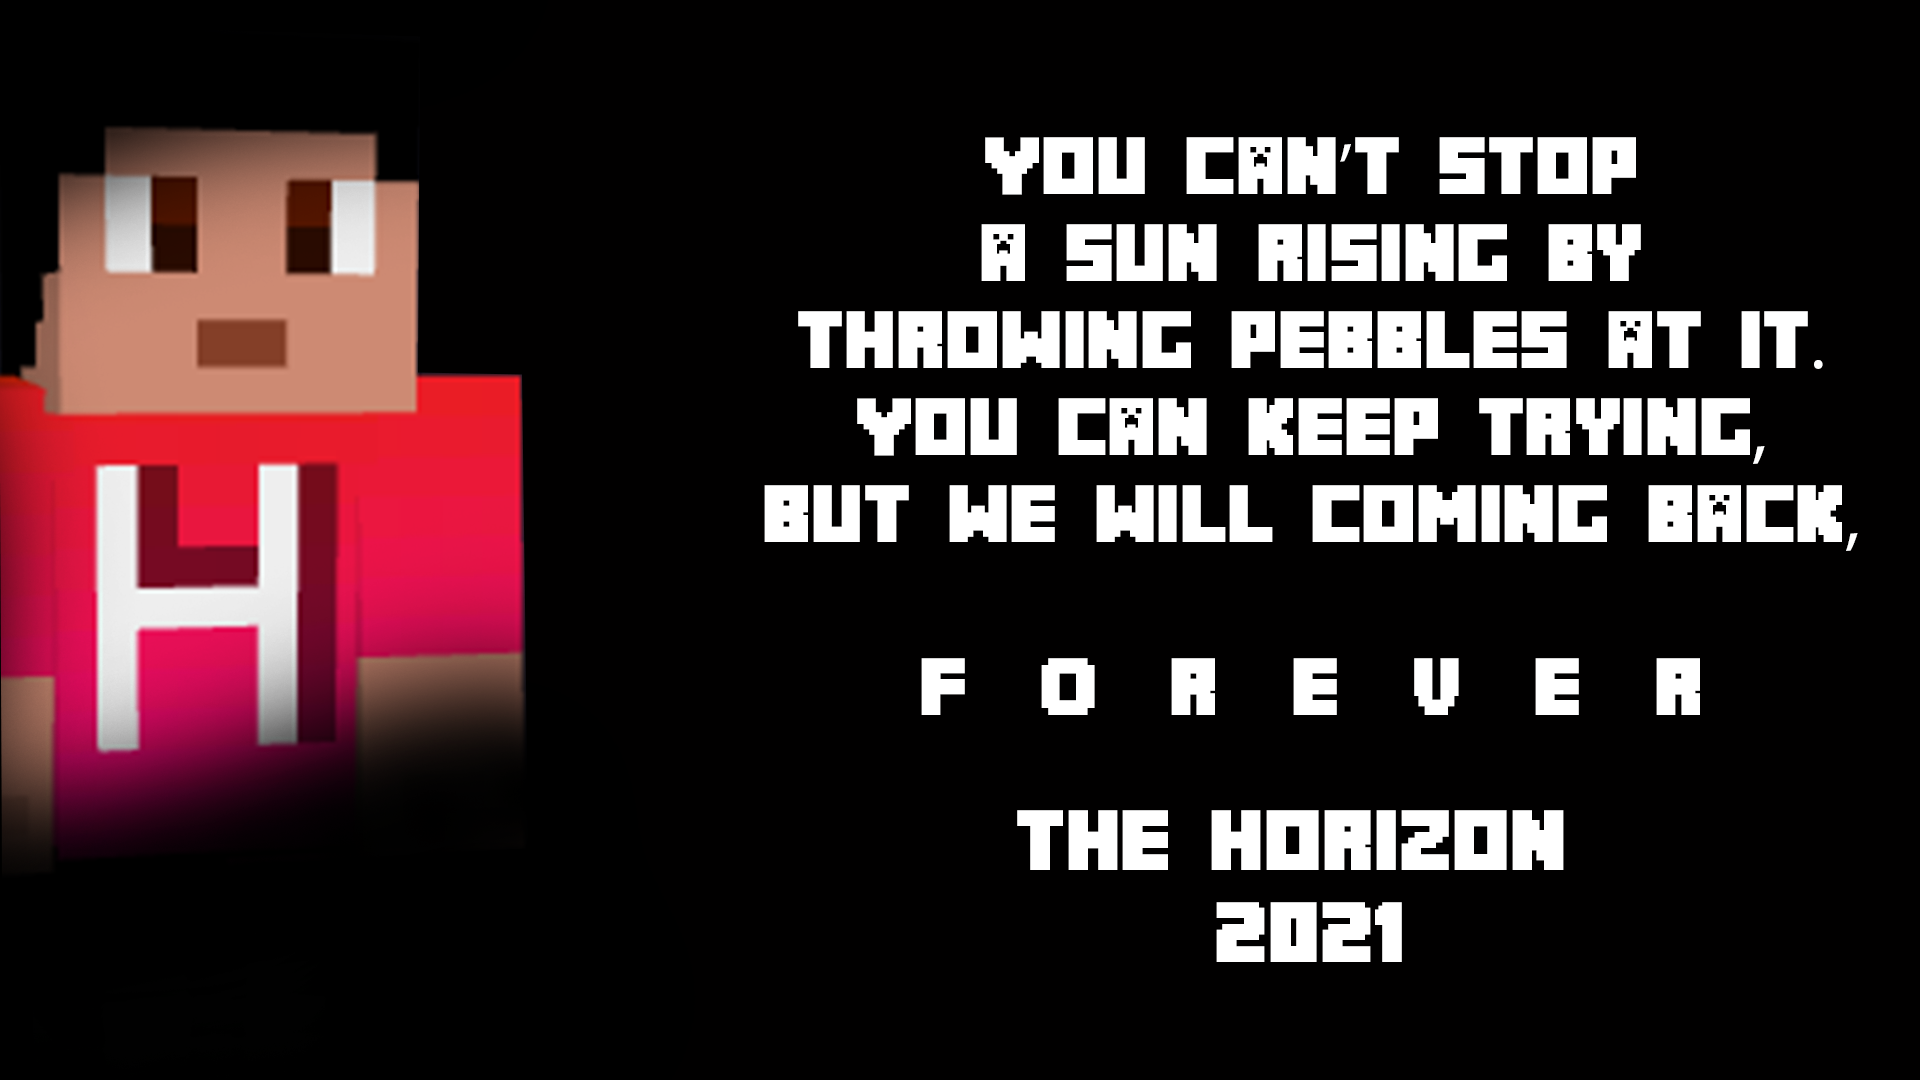 H
YOU CAN'T STOP
A SUN RISING BY
THROWING PEBBLES AT IT.
YOU CAN KEEP TRYING,
BUT WE WILL COMING BACK,
F O R E V E R
THE HORIZON
2021